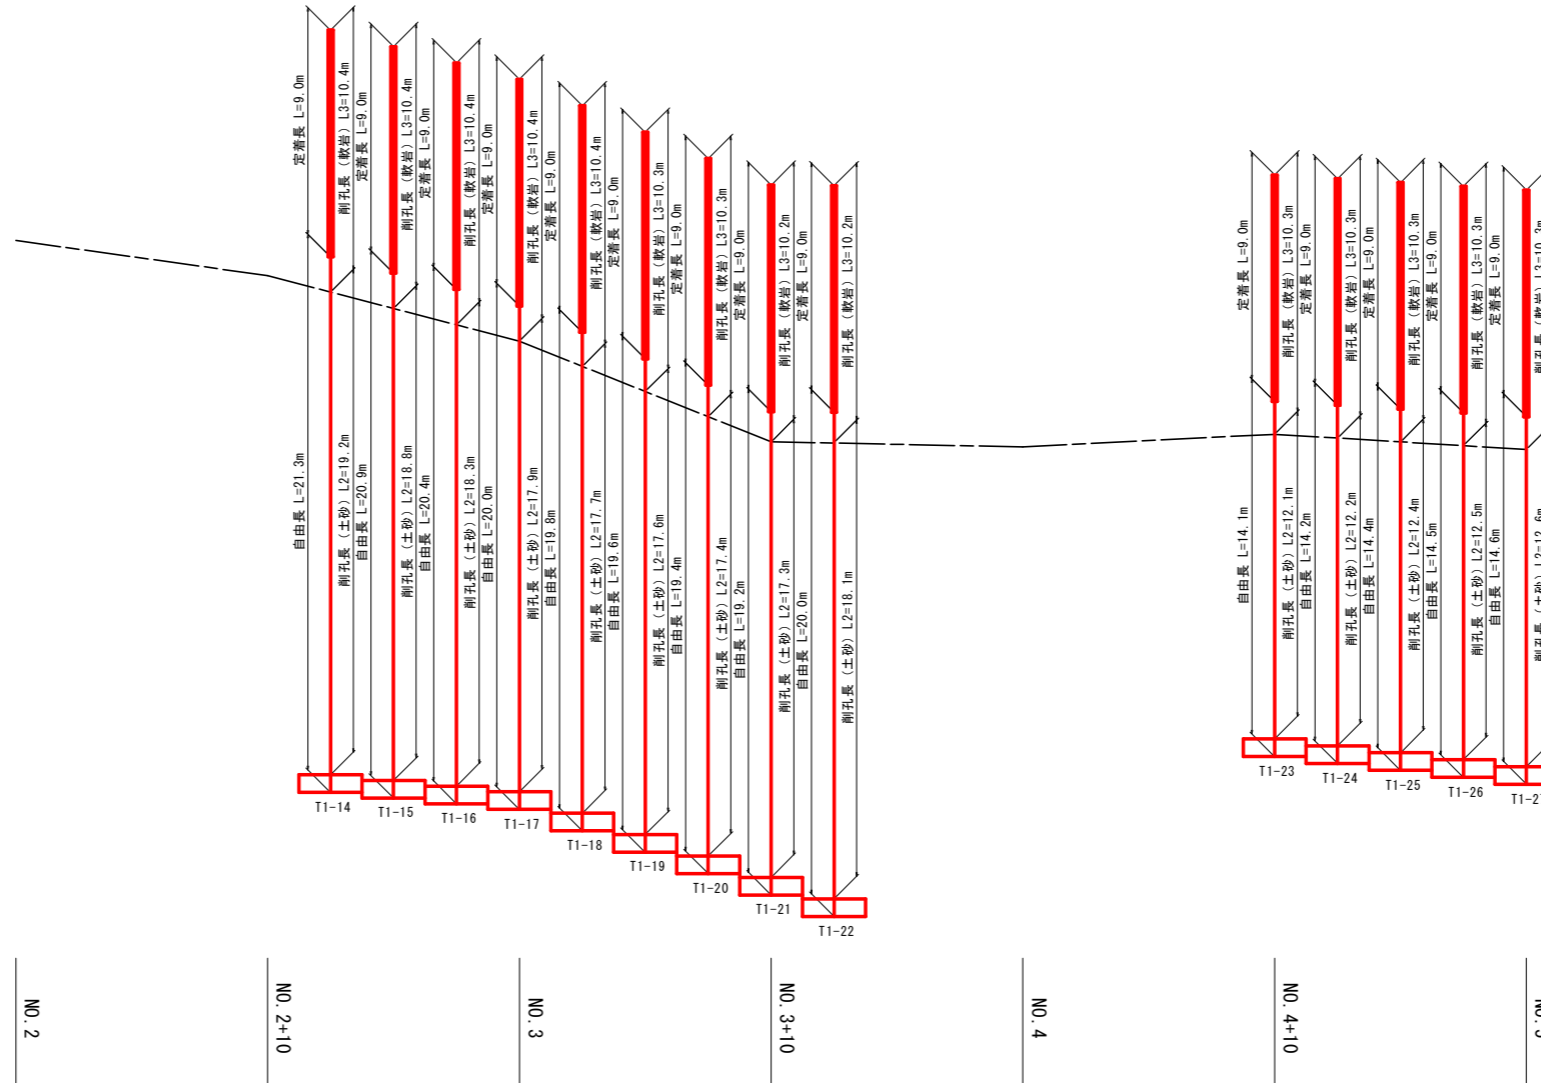 定着長 L=9.0m
削孔長（軟岩）L3=10.4m
自由長 L=21.3m
削孔長（土砂）L2=19.2m
T1-14
定着長 L=9.0m
削孔長（軟岩）L3=10.4m
自由長 L=20.9m
削孔長（土砂）L2=18.8m
T1-15
定着長 L=9.0m
削孔長（軟岩）L3=10.4m
自由長 L=20.4m
削孔長（土砂）L2=18.3m
T1-16
定着長 L=9.0m
削孔長（軟岩）L3=10.4m
自由長 L=20.0m
削孔長（土砂）L2=17.9m
T1-17
定着長 L=9.0m
削孔長（軟岩）L3=10.4m
自由長 L=19.8m
削孔長（土砂）L2=17.7m
T1-18
定着長 L=9.0m
削孔長（軟岩）L3=10.3m
自由長 L=19.6m
削孔長（土砂）L2=17.6m
T1-19
定着長 L=9.0m
削孔長（軟岩）L3=10.3m
自由長 L=19.4m
削孔長（土砂）L2=17.4m
T1-20
定着長 L=9.0m
削孔長（軟岩）L3=10.2m
自由長 L=19.2m
削孔長（土砂）L2=17.3m
T1-21
定着長 L=9.0m
削孔長（軟岩）L3=10.2m
自由長 L=20.0m
削孔長（土砂）L2=18.1m
T1-22
定着長 L=9.0m
削孔長（軟岩）L3=10.3m
自由長 L=14.1m
削孔長（土砂）L2=12.1m
T1-23
定着長 L=9.0m
削孔長（軟岩）L3=10.3m
自由長 L=14.2m
削孔長（土砂）L2=12.2m
T1-24
定着長 L=9.0m
削孔長（軟岩）L3=10.3m
自由長 L=14.4m
削孔長（土砂）L2=12.4m
T1-25
定着長 L=9.0m
削孔長（軟岩）L3=10.3m
自由長 L=14.5m
削孔長（土砂）L2=12.5m
T1-26
定着長 L=9.0m
削孔長（軟岩）L3=10.3m
自由長 L=14.6m
削孔長（土砂）L2=12.6m
NO.2
NO.2+10
NO.3
NO.3+10
NO.4
NO.4+10